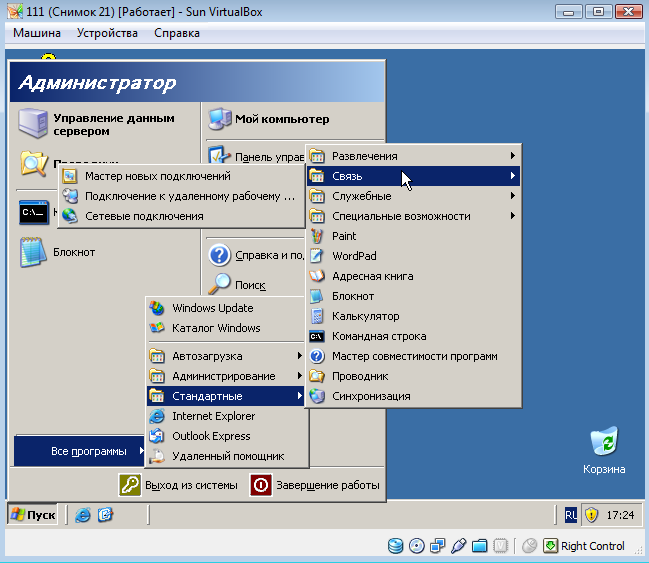 111 (Снимок 21) [Работает] - Sun VirtualBox
Машина Устройства Справка
Администратор
Управление данным
сервером
Мой компьютер
Панель управ
Справка и под
Поиск
Блокнот
Мастер новых подключений
Подключение к удаленному рабочему ...
Сетевые подключения
Развлечения
Связь
Служебные
Специальные возможности
Paint
WordPad
Адресная книга
Блокнот
Калькулятор
Командная строка
Мастер совместимости программ
Проводник
Синхронизация
Windows Update
Каталог Windows
Автозагрузка
Администрирование
Стандартные
Internet Explorer
Outlook Express
Удаленный помощник
Все программы
Выход из системы
Завершение работы
Корзина
Пуск
RU
17:24
Right Control